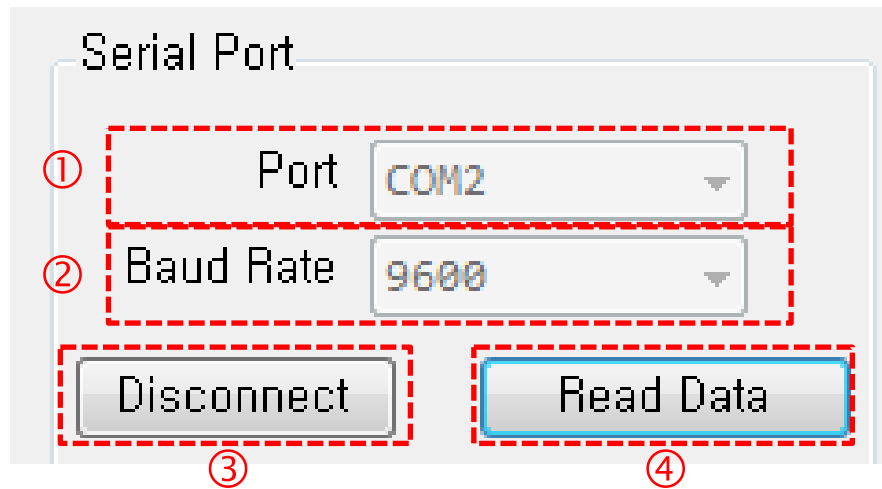 Serial Port
① Port COM2
② Baud Rate 9600
Disconnect Read Data
③ ④